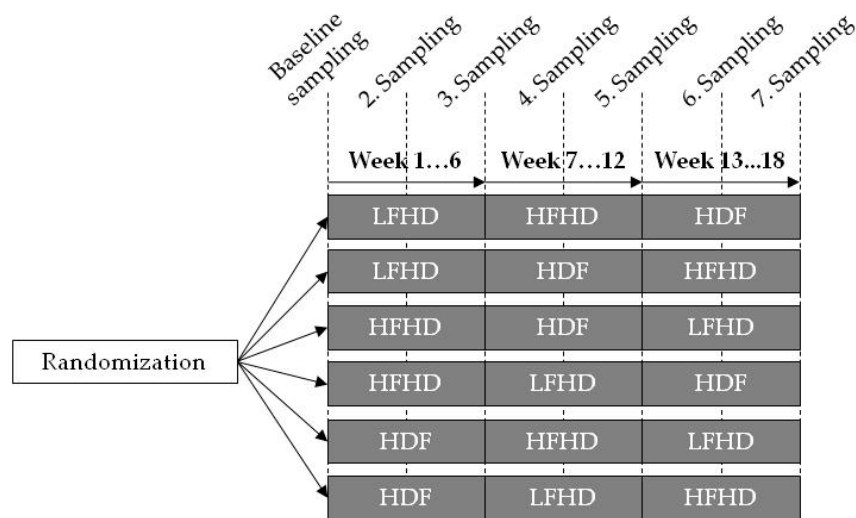 Baseline
sampling
2. Sampling
3. Sampling
4. Sampling
5. Sampling
6. Sampling
7. Sampling
Week 1…6 Week 7…12 Week 13...18
LFHD HFHD HDF
LFHD HDF HFHD
HFHD HDF LFHD
Randomization
HFHD LFHD HDF
HDF HFHD LFHD
HDF LFHD HFHD